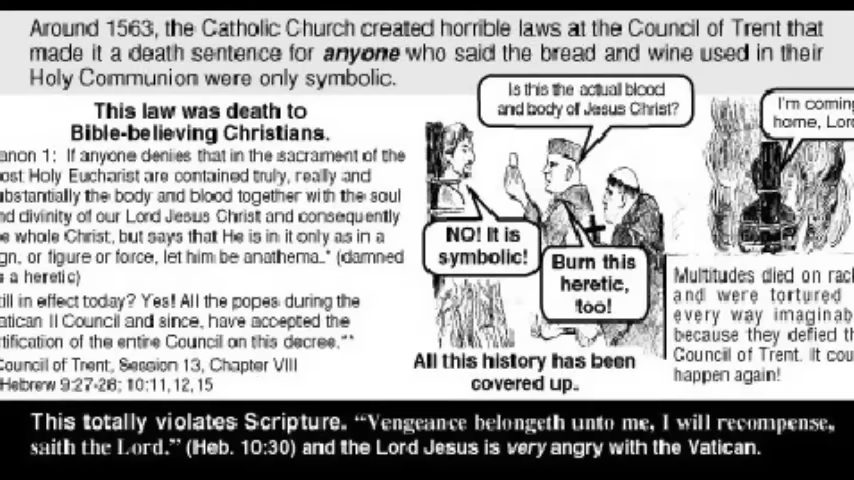 Around 1563, the Catholic Church created horrible laws at the Council of Trent that
made it a death sentence for anyone who said the bread and wine used in their
Holy Communion were only symbolic.
This law was death to
Bible-believing Christians.
anon 1: If anyone denies that in the sacrament of the
ost Holy Eucharist are contained truly, really and
ubstantially the body and blood together with the soul
nd divinity of our Lord Jesus Christ and consequently
e whole Christ, but says that He is in it only as in a
gn, or figure or force, let him be anathema.* (damned
s a heretic)
till in effect today? Yes! All the popes during the
atican II Council and since, have accepted the
rtification of the entire Council on this decree.**
Council of Trent, Session 13, Chapter VIII
Hebrew 9:27-28; 10:11,12,15
Is this the actual blood
and body of Jesus Christ?
NO! It is
symbolic!
Burn this
heretic,
too!
All this history has been
covered up.
I'm coming
home, Lord
Multitudes died on rack
and were tortured
every way imaginab
because they defied th
Council of Trent. It coul
happen again!
This totally violates Scripture. "Vengeance belongeth unto me, I will recompense,
saith the Lord." (Heb. 10:30) and the Lord Jesus is very angry with the Vatican.